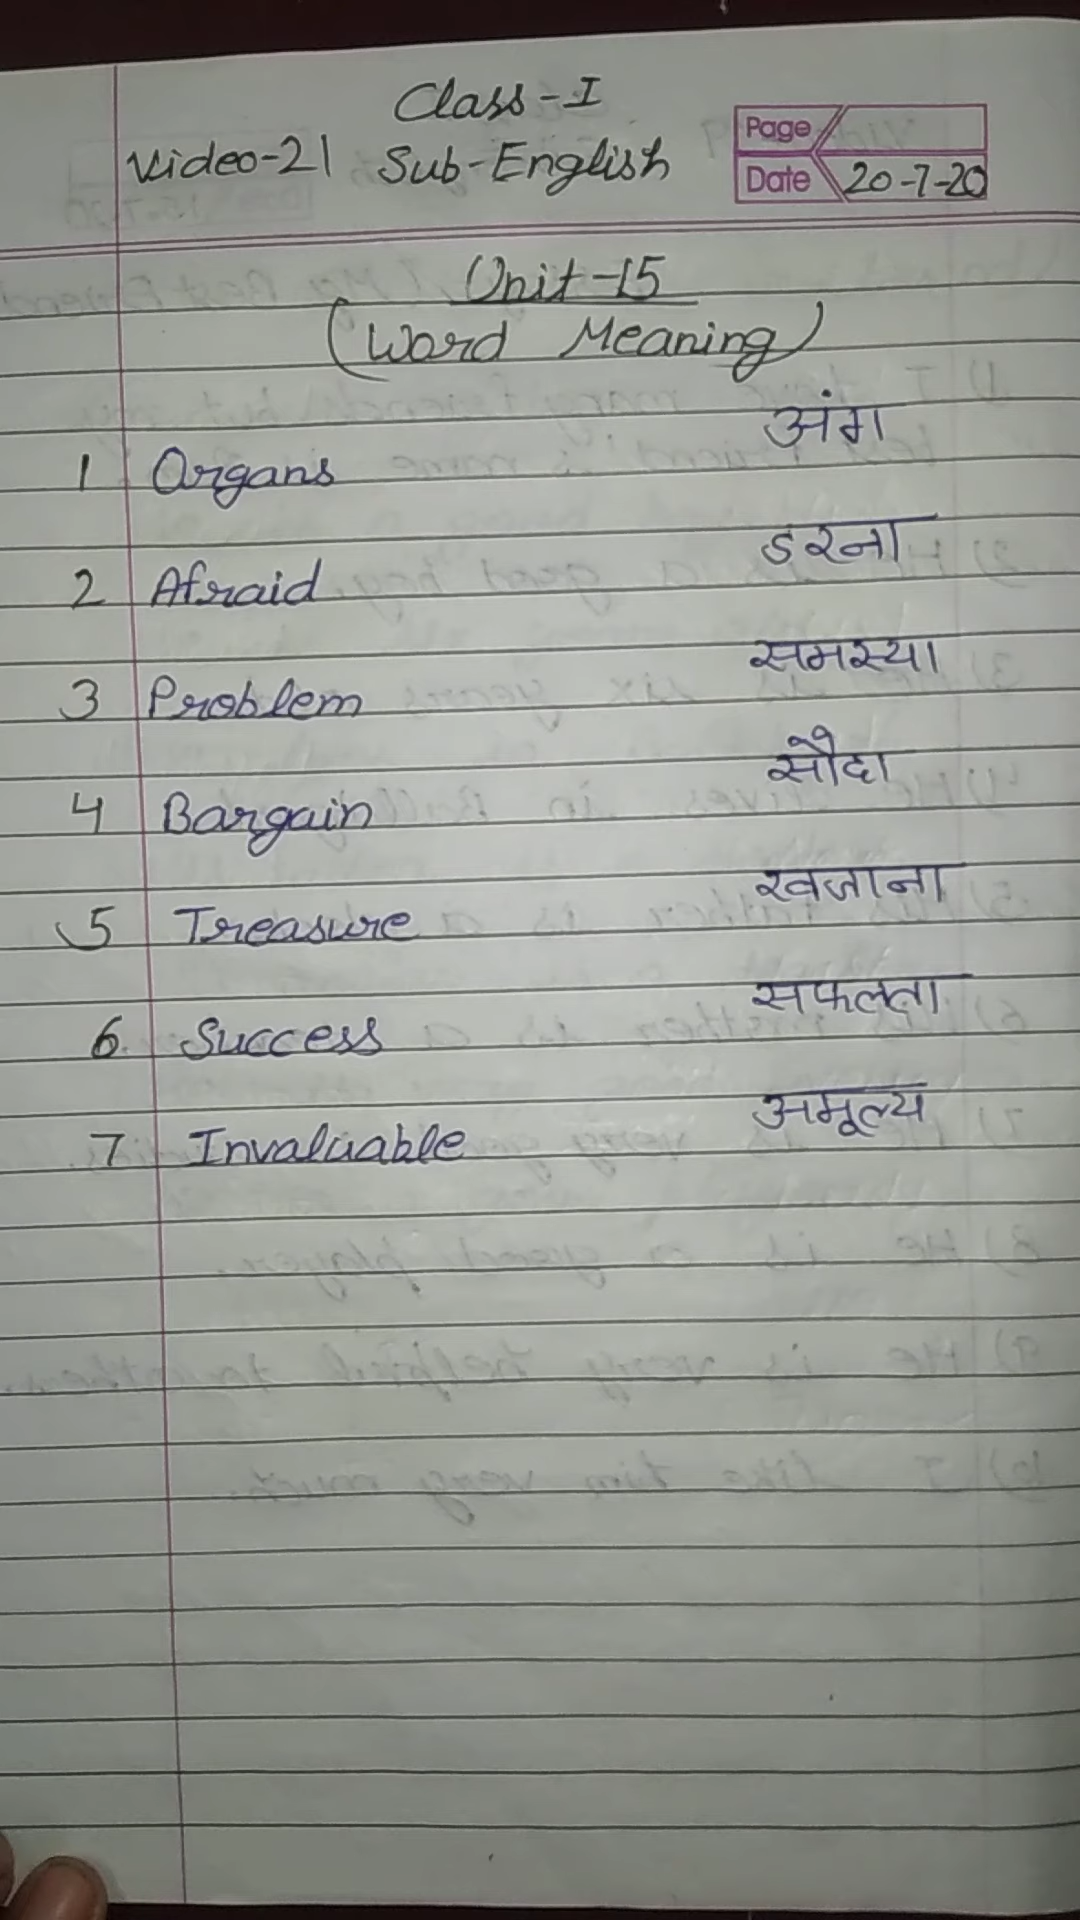 Class-I
Page
Video-21 Sub-English
Date 20-7-20
Unit-15
(Word Meaning)
1 Organs अंग
2 Afraid डरना
3 Problem समस्या
4 Bargain सौदा
5 Treasure खजाना
6. Success सफलता
7 Invaluable अमूल्य